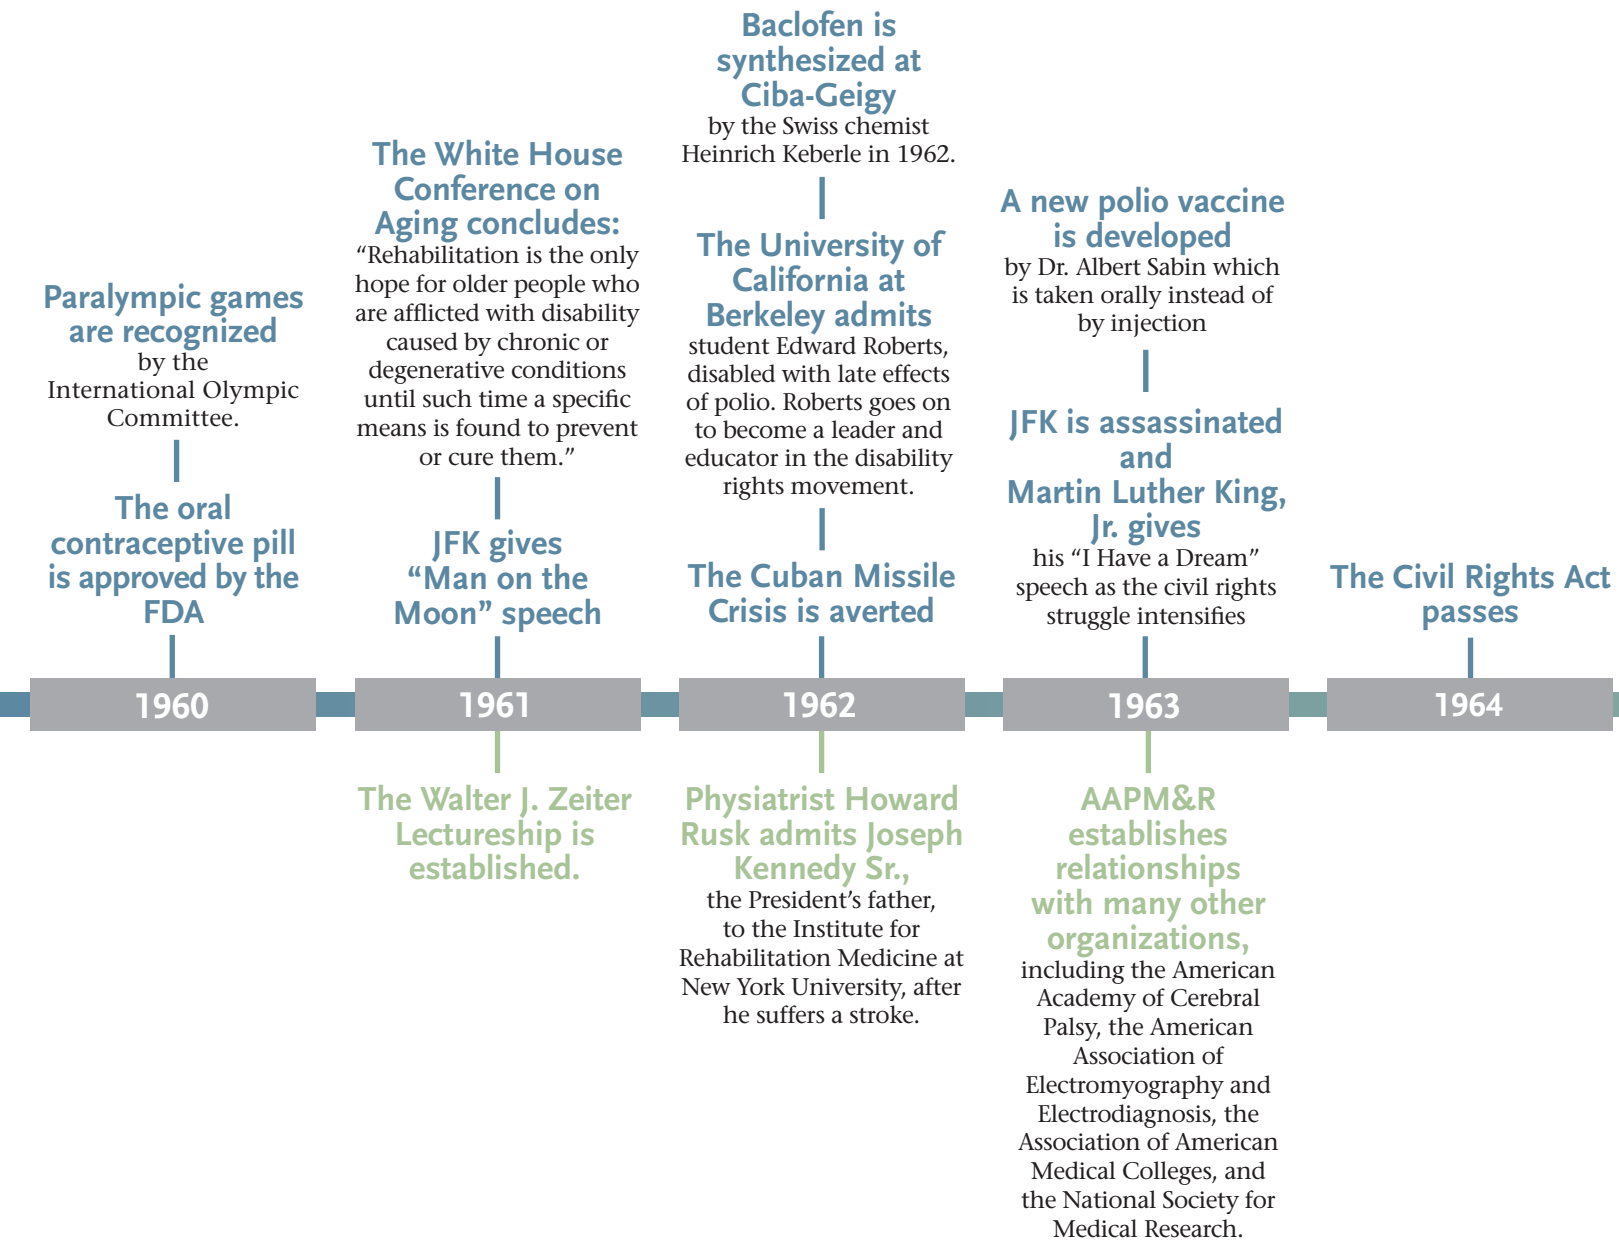 Paralympic games
are recognized
by the
International Olympic
Committee.
The oral
contraceptive pill
is approved by the
FDA
1960
The White House
Conference on
Aging concludes:
“Rehabilitation is the only
hope for older people who
are afflicted with disability
caused by chronic or
degenerative conditions
until such time a specific
means is found to prevent
or cure them.”
JFK gives
“Man on the
Moon” speech
1961
The Walter J. Zeiter
Lectureship is
established.
Baclofen is
synthesized at
Ciba-Geigy
by the Swiss chemist
Heinrich Keberle in 1962.
The University of
California at
Berkeley admits
student Edward Roberts,
disabled with late effects
of polio. Roberts goes on
to become a leader and
educator in the disability
rights movement.
The Cuban Missile
Crisis is averted
1962
Physiatrist Howard
Rusk admits Joseph
Kennedy Sr.,
the President’s father,
to the Institute for
Rehabilitation Medicine at
New York University, after
he suffers a stroke.
A new polio vaccine
is developed
by Dr. Albert Sabin which
is taken orally instead of
by injection
JFK is assassinated
and
Martin Luther King,
Jr. gives
his “I Have a Dream”
speech as the civil rights
struggle intensifies
1963
AAPM&R
establishes
relationships
with many other
organizations,
including the American
Academy of Cerebral
Palsy, the American
Association of
Electromyography and
Electrodiagnosis, the
Association of American
Medical Colleges, and
the National Society for
Medical Research.
The Civil Rights Act
passes
1964